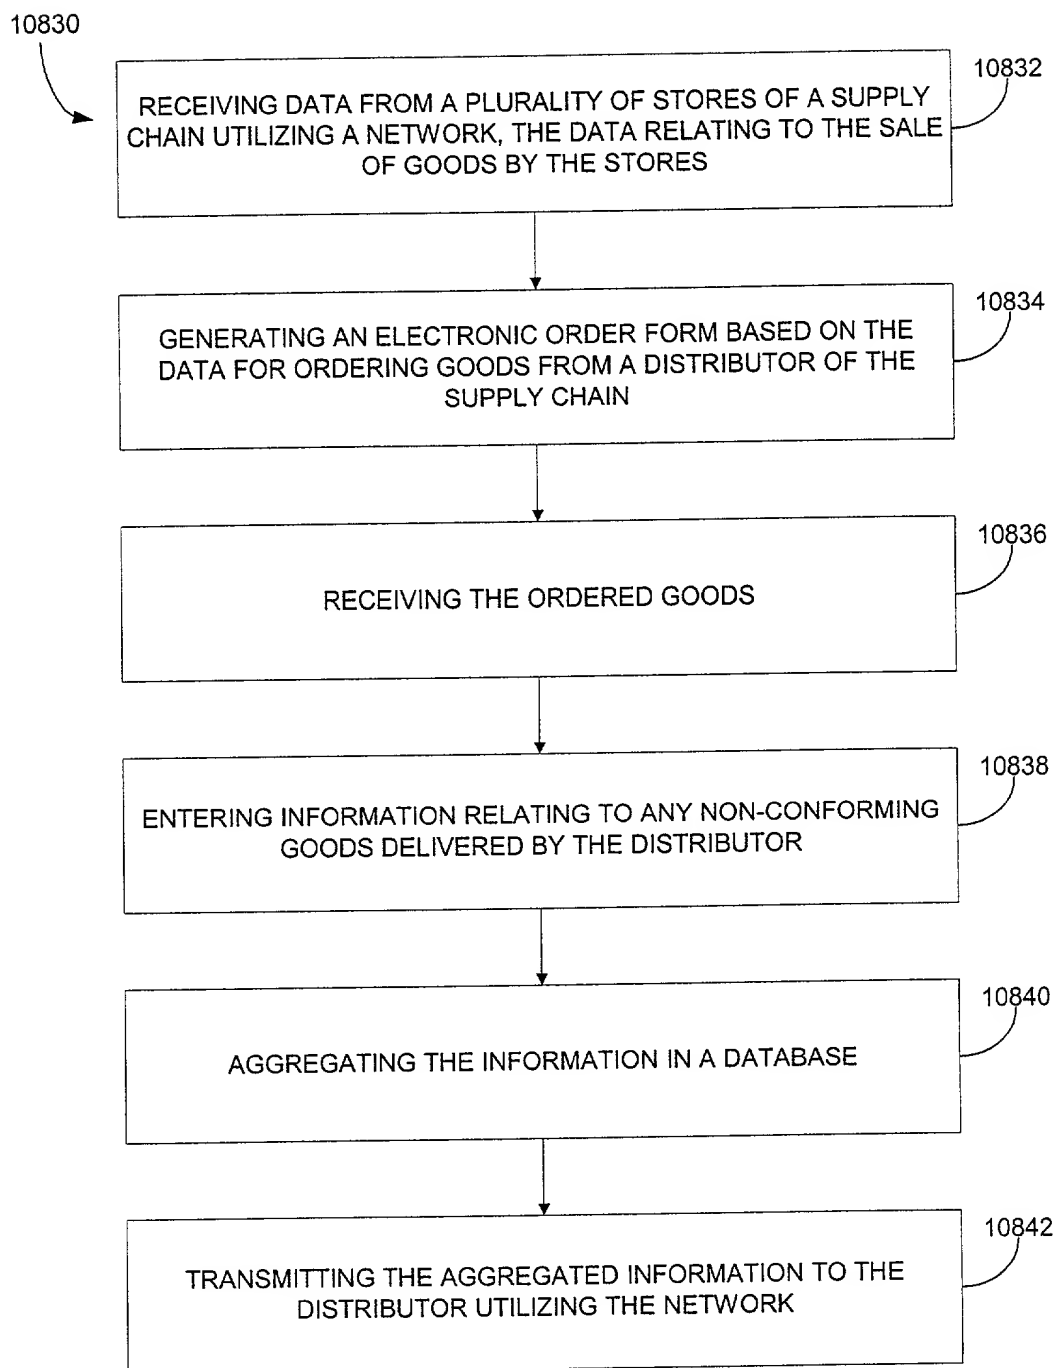 10830
10832
RECEIVING DATA FROM A PLURALITY OF STORES OF A SUPPLY
CHAIN UTILIZING A NETWORK, THE DATA RELATING TO THE SALE
OF GOODS BY THE STORES
10834
GENERATING AN ELECTRONIC ORDER FORM BASED ON THE
DATA FOR ORDERING GOODS FROM A DISTRIBUTOR OF THE
SUPPLY CHAIN
10836
RECEIVING THE ORDERED GOODS
10838
ENTERING INFORMATION RELATING TO ANY NON-CONFORMING
GOODS DELIVERED BY THE DISTRIBUTOR
10840
AGGREGATING THE INFORMATION IN A DATABASE
10842
TRANSMITTING THE AGGREGATED INFORMATION TO THE
DISTRIBUTOR UTILIZING THE NETWORK